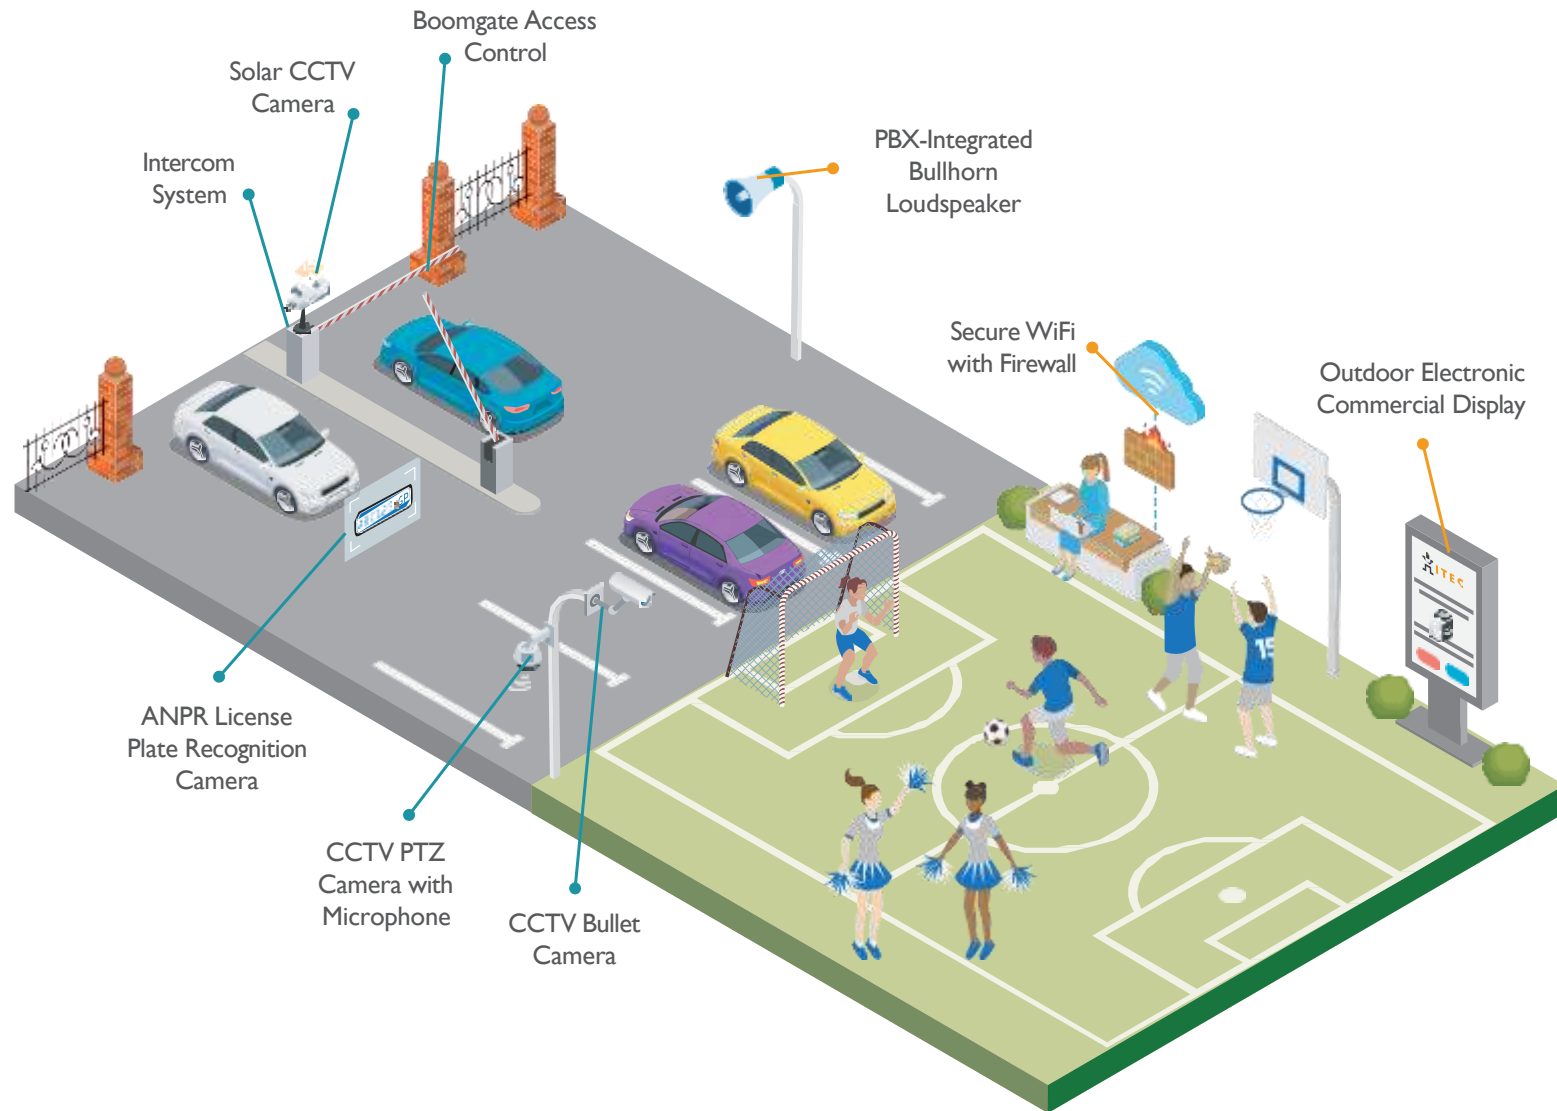 Boomgate Access
Control
Solar CCTV
Camera
Intercom
System
PBX-Integrated
Bullhorn
Loudspeaker
Secure WiFi
with Firewall
Outdoor Electronic
Commercial Display
ITEC
15
ANPR License
Plate Recognition
Camera
CCTV PTZ
Camera with
Microphone
CCTV Bullet
Camera